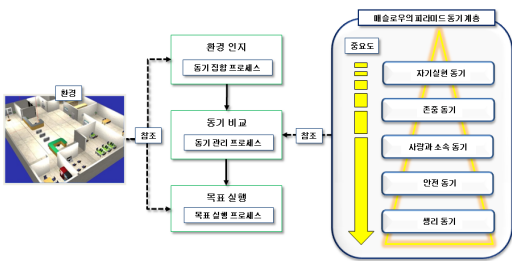 환경
참조
환경 인지
동기 집합 프로세스
동기 비교
동기 관리 프로세스
목표 실행
목표 실행 프로세스
참조
매슬로우의 피라미드 동기 계층
중요도
자기실현 동기
존중 동기
사랑과 소속 동기
안전 동기
생리 동기